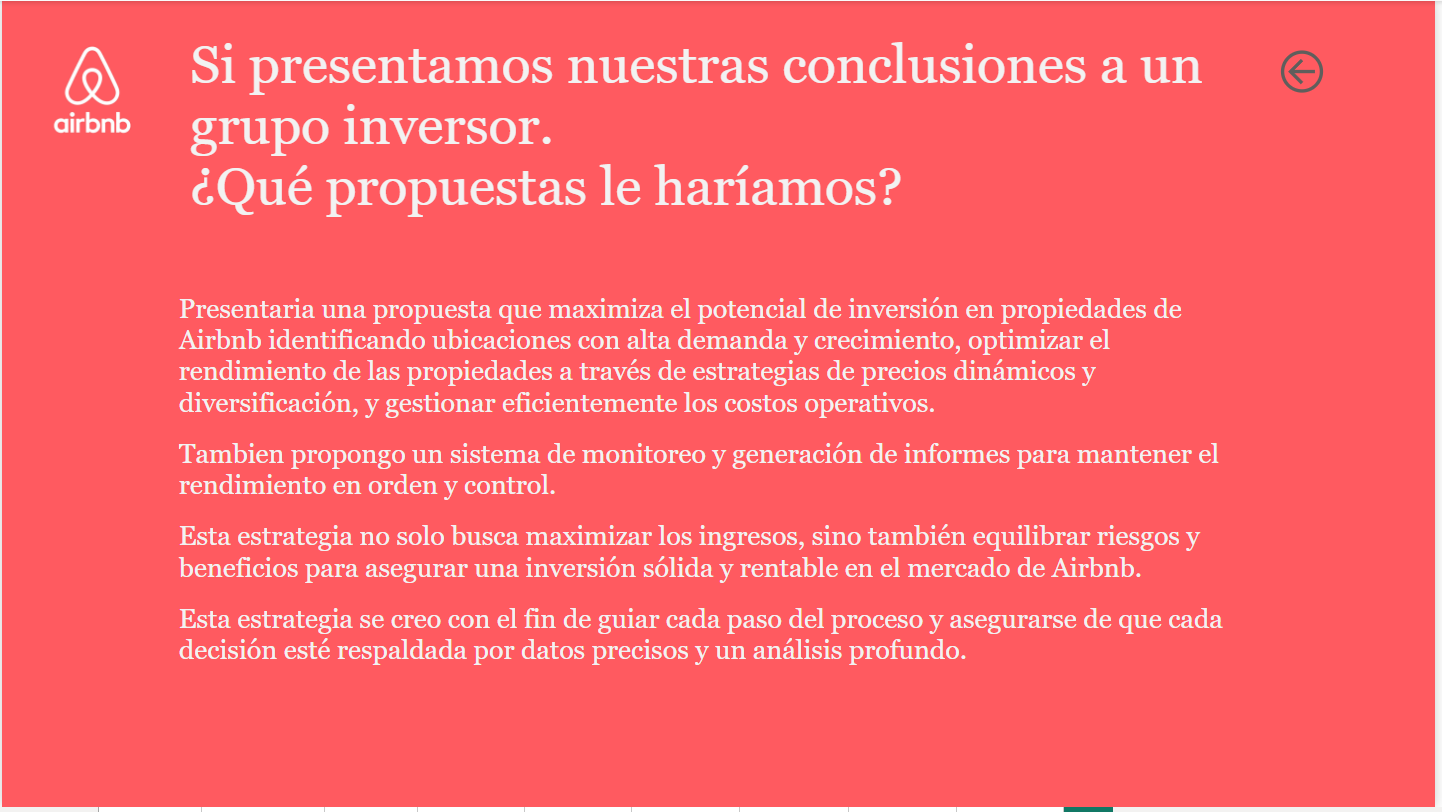 Si presentamos nuestras conclusiones a un
grupo inversor.
¿Qué propuestas le haríamos?
airbnb
Presentaria una propuesta que maximiza el potencial de inversión en propiedades de
Airbnb identificando ubicaciones con alta demanda y crecimiento, optimizar el
rendimiento de las propiedades a través de estrategias de precios dinámicos y
diversificación, y gestionar eficientemente los costos operativos.
Tambien propongo un sistema de monitoreo y generación de informes para mantener el
rendimiento en orden y control.
Esta estrategia no solo busca maximizar los ingresos, sino también equilibrar riesgos y
beneficios para asegurar una inversión sólida y rentable en el mercado de Airbnb.
Esta estrategia se creo con el fin de guiar cada paso del proceso y asegurarse de que cada
decisión esté respaldada por datos precisos y un análisis profundo.